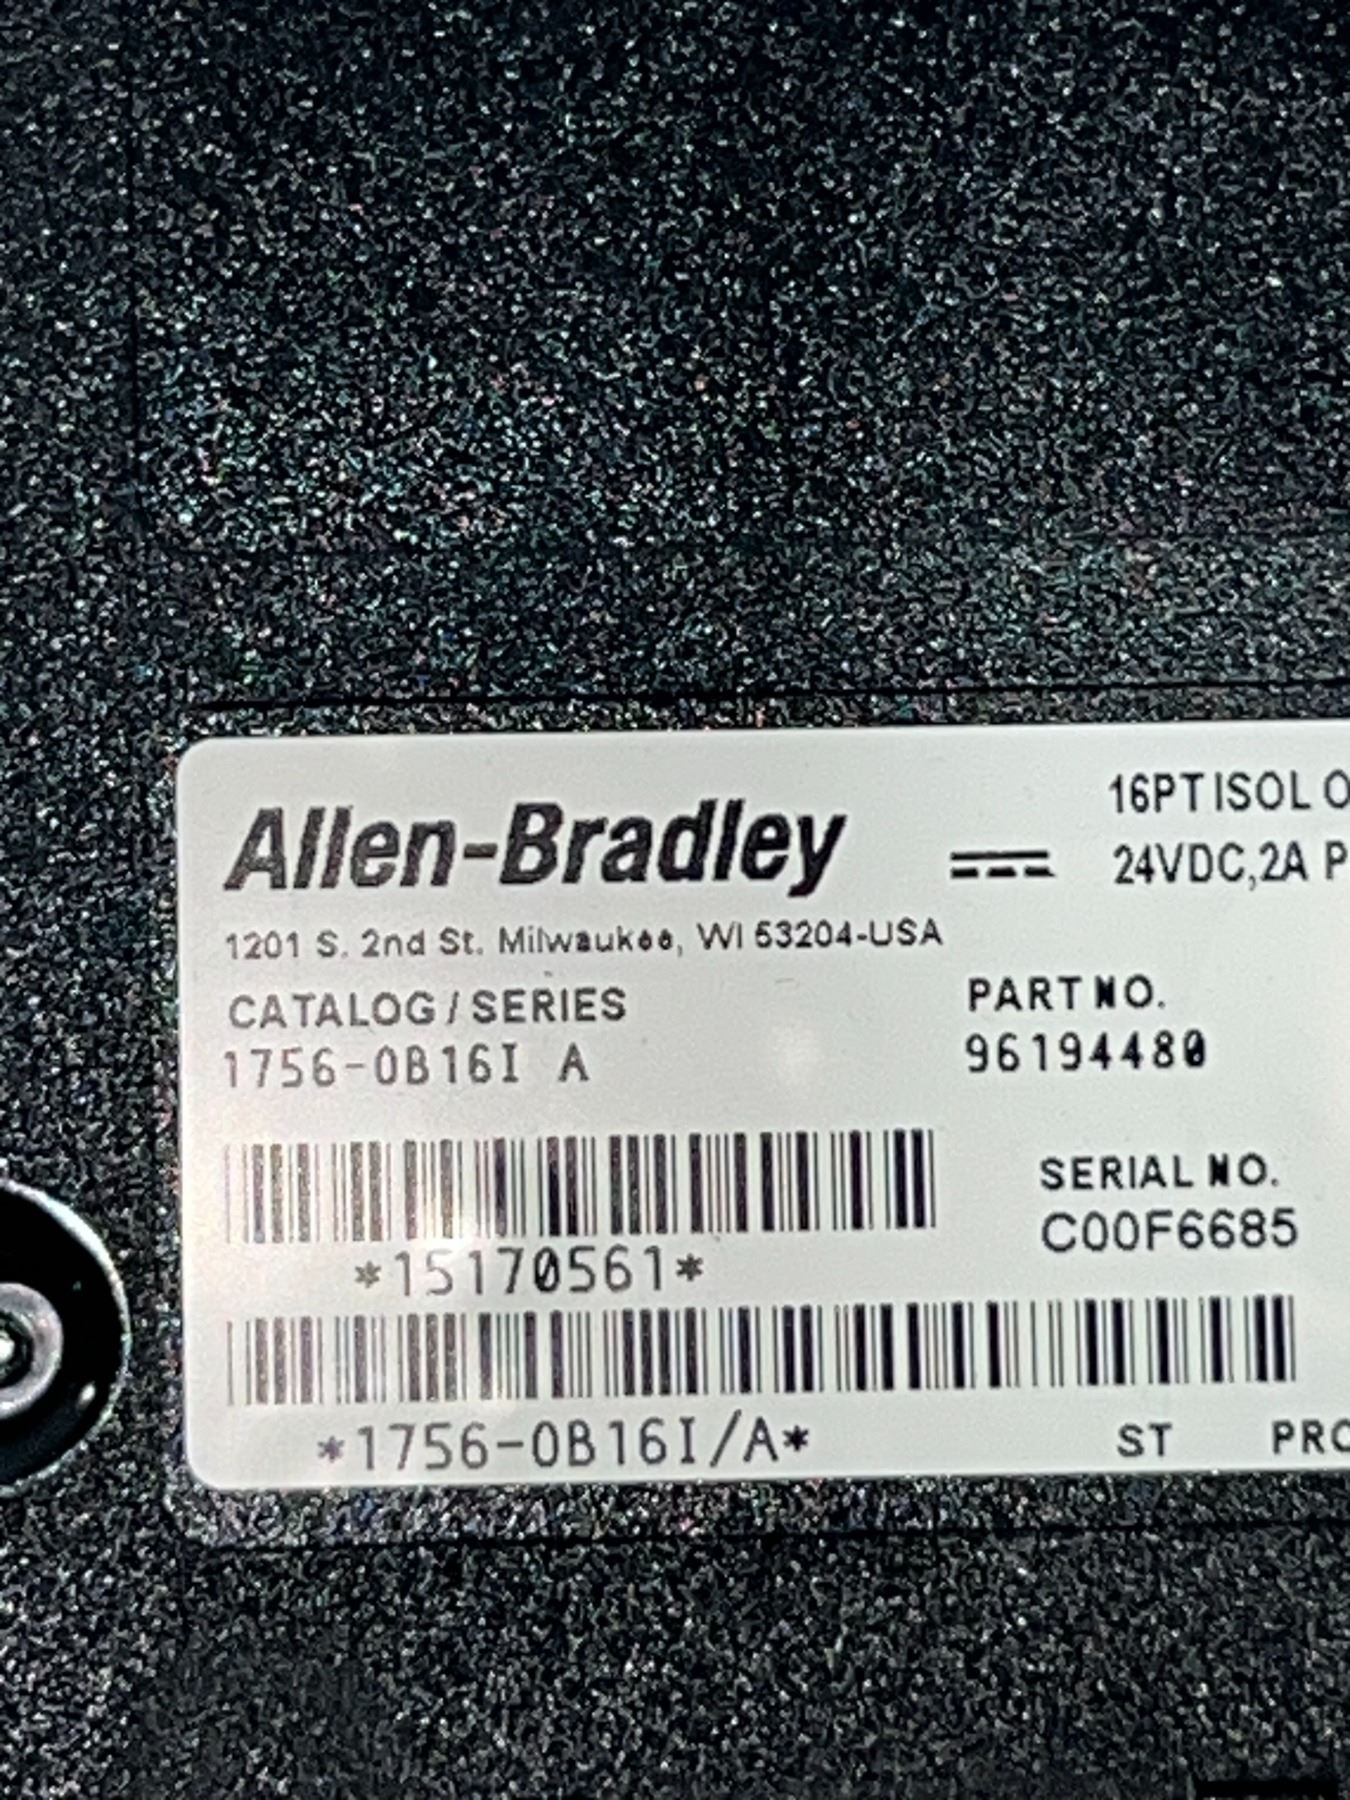 Allen-Bradley
16PT ISOL O
24VDC,2A P
1201 S. 2nd St. Milwaukee, WI 53204-USA
CATALOG / SERIES
PART NO.
1756-OB16I A
96194480
SERIAL NO.
C00F6685
*15170561*
*1756-OB16I/A*
ST PRO